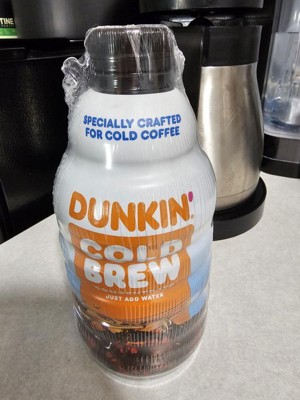 SPECIALLY CRAFTED
FOR COLD COFFEE
DUNKIN'
COLD
BREW
JUST ADD WATER